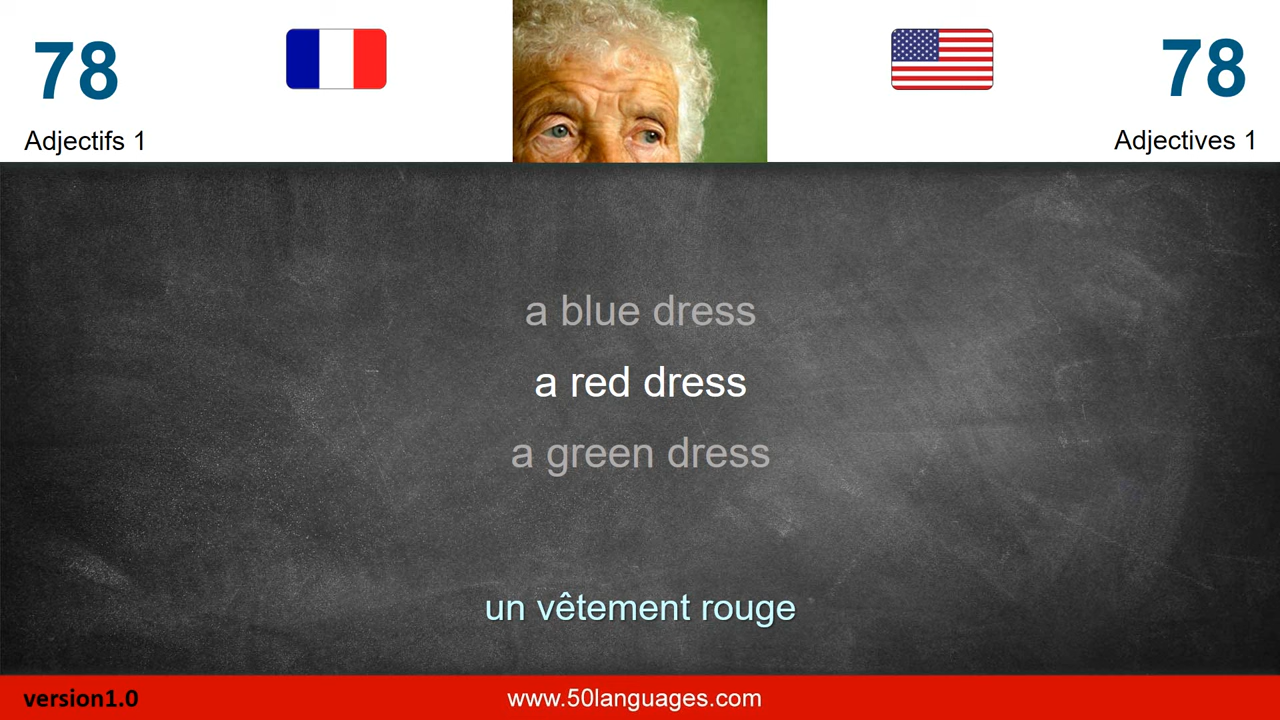 78
78
Adjectifs 1
Adjectives 1
a blue dress
a red dress
a green dress
un vêtement rouge
version1.0
www.50languages.com